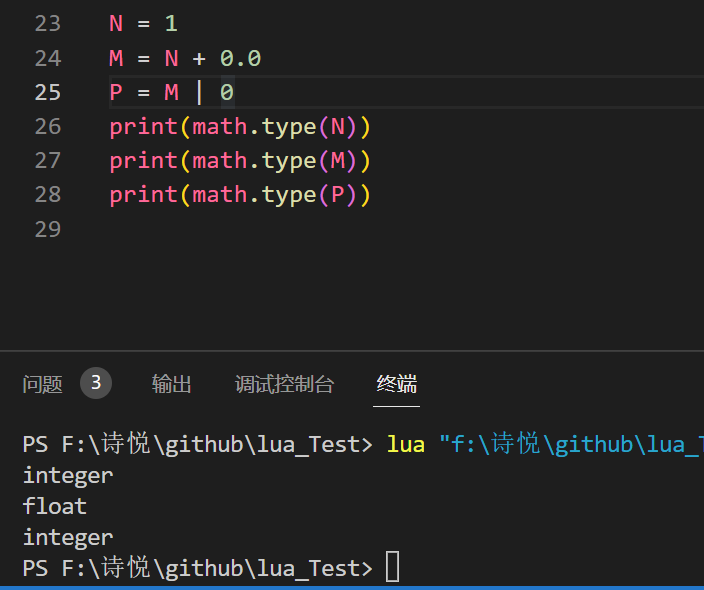 23 N = 1
24 M = N + 0.0
25 P = M | 0
26 print(math.type(N))
27 print(math.type(M))
28 print(math.type(P))
29
问题 3 输出 调试控制台 终端
PS F:\诗悦\github\lua_Test> lua "f:\诗悦\github\lua_
integer
float
integer
PS F:\诗悦\github\lua_Test>